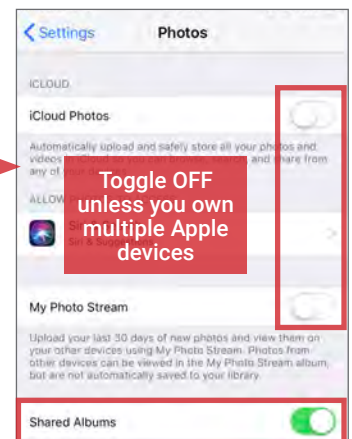 Settings Photos
ICLOUD
iCloud Photos
Automatically upload and safely store all your photos and
videos in iCloud so you can browse, search, and share from
any of your devices.
ALLOW
Toggle OFF
unless you own
multiple Apple
devices
Siri & Suggestions
My Photo Stream
Upload your last 30 days of new photos and view them on
your other devices using My Photo Stream. Photos from
other devices can be viewed in the My Photo Stream album,
but are not automatically saved to your library.
Shared Albums